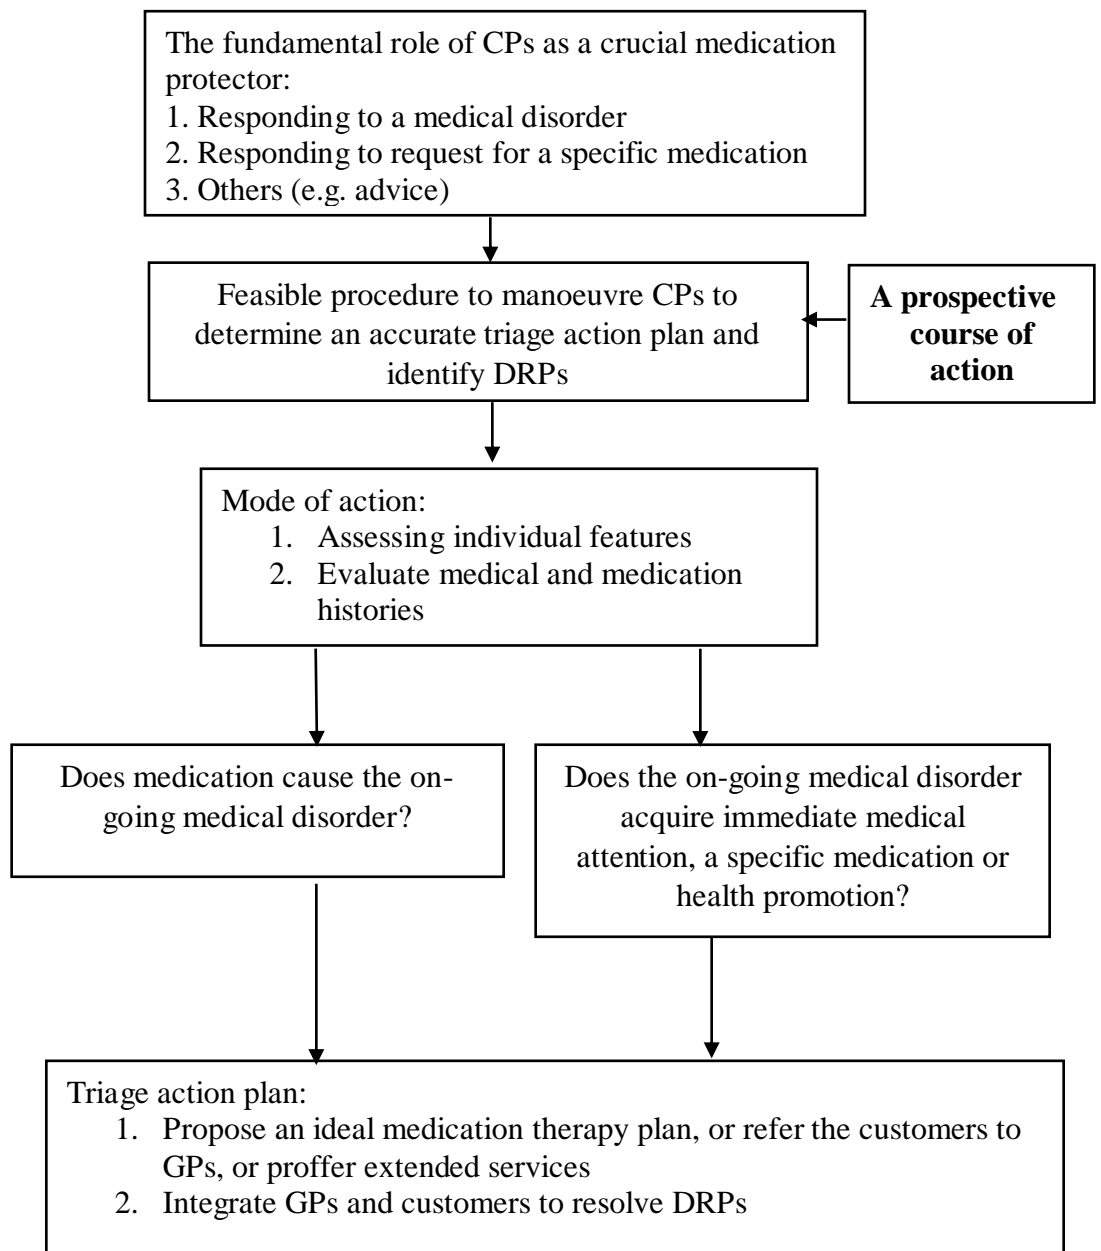 The fundamental role of CPs as a crucial medication
protector:
1. Responding to a medical disorder
2. Responding to request for a specific medication
3. Others (e.g. advice)
Feasible procedure to manoeuvre CPs to
determine an accurate triage action plan and
identify DRPs
A prospective
course of
action
Mode of action:
1. Assessing individual features
2. Evaluate medical and medication
histories
Does medication cause the on-
going medical disorder?
Does the on-going medical disorder
acquire immediate medical
attention, a specific medication or
health promotion?
Triage action plan:
1. Propose an ideal medication therapy plan, or refer the customers to
GPs, or proffer extended services
2. Integrate GPs and customers to resolve DRPs